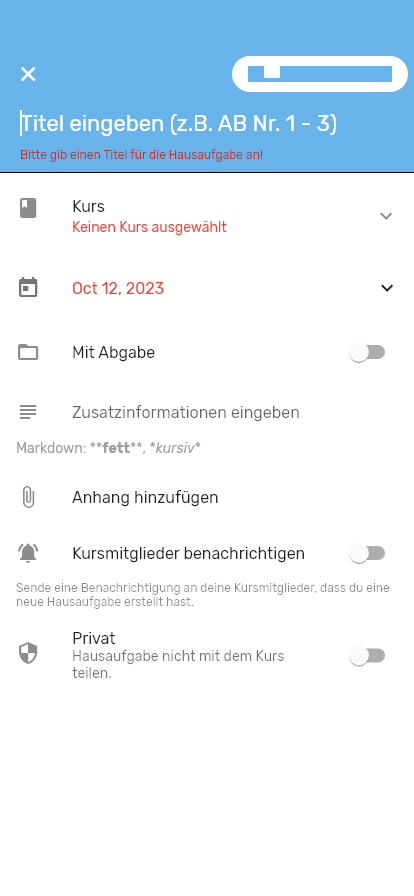 Titel eingeben (z.B. AB Nr. 1 - 3)
Bitte gib einen Titel für die Hausaufgabe an!
Kurs
Keinen Kurs ausgewählt
Oct 12, 2023
Mit Abgabe
Zusatzinformationen eingeben
Markdown: **fett**, *kursiv*
Anhang hinzufügen
Kursmitglieder benachrichtigen
Sende eine Benachrichtigung an deine Kursmitglieder, dass du eine
neue Hausaufgabe erstellt hast.
Privat
Hausaufgabe nicht mit dem Kurs
teilen.